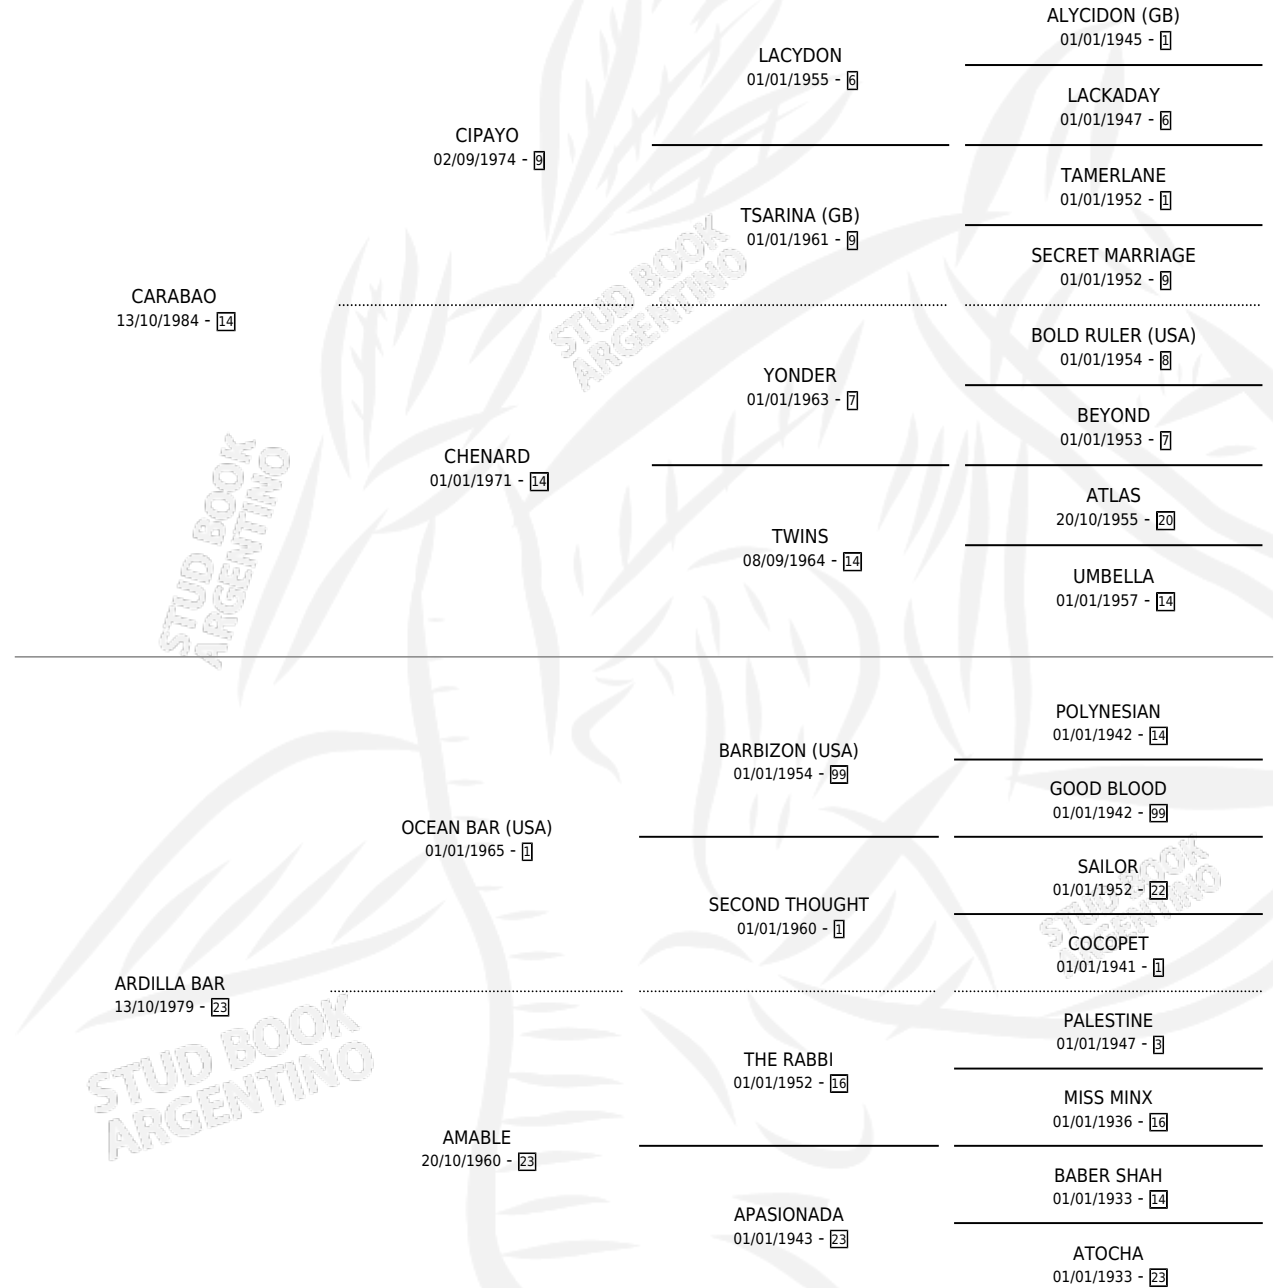 ALYCIDON (GB)
01/01/1945 - 1
LACYDON
01/01/1955 - 6
LACKADAY
01/01/1947 - 6
CIPAYO
02/09/1974 - 9
TAMERLANE
01/01/1952 - 1
TSARINA (GB)
01/01/1961 - 9
SECRET MARRIAGE
01/01/1952 - 9
CARABAO
13/10/1984 - 14
STUD BOOK
ARGENTINO
BOLD RULER (USA)
01/01/1954 - 8
YONDER
01/01/1963 - 7
BEYOND
01/01/1953 - 7
CHENARD
01/01/1971 - 14
ATLAS
20/10/1955 - 20
TWINS
08/09/1964 - 14
UMBELLA
01/01/1957 - 14
STUD BOOK
ARGENTINO
POLYNESIAN
01/01/1942 - 14
BARBIZON (USA)
01/01/1954 - 99
GOOD BLOOD
01/01/1942 - 99
OCEAN BAR (USA)
01/01/1965 - 1
SAILOR
01/01/1952 - 22
SECOND THOUGHT
01/01/1960 - 1
STUD BOOK
ARGENTINO
COCOPET
01/01/1941 - 1
ARDILLA BAR
13/10/1979 - 23
PALESTINE
01/01/1947 - 3
THE RABBI
01/01/1952 - 16
STUD BOOK
ARGENTINO
MISS MINX
01/01/1936 - 16
AMABLE
20/10/1960 - 23
BABER SHAH
01/01/1933 - 14
APASIONADA
01/01/1943 - 23
ATOCHA
01/01/1933 - 23